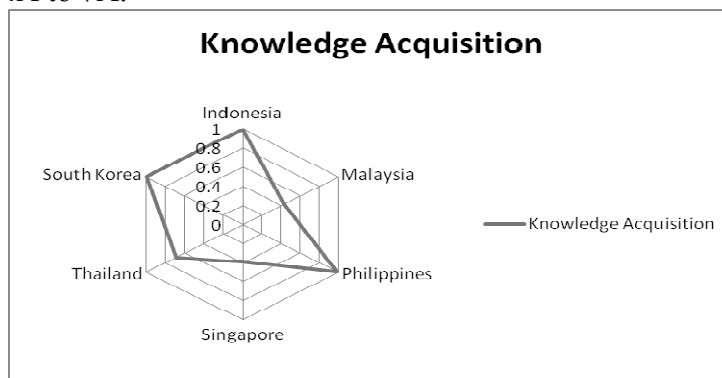 Knowledge Acquisition
Indonesia
1
0.8
South Korea
0.6
Malaysia
0.4
0.2
Knowledge Acquisition
0
Thailand
Philippines
Singapore